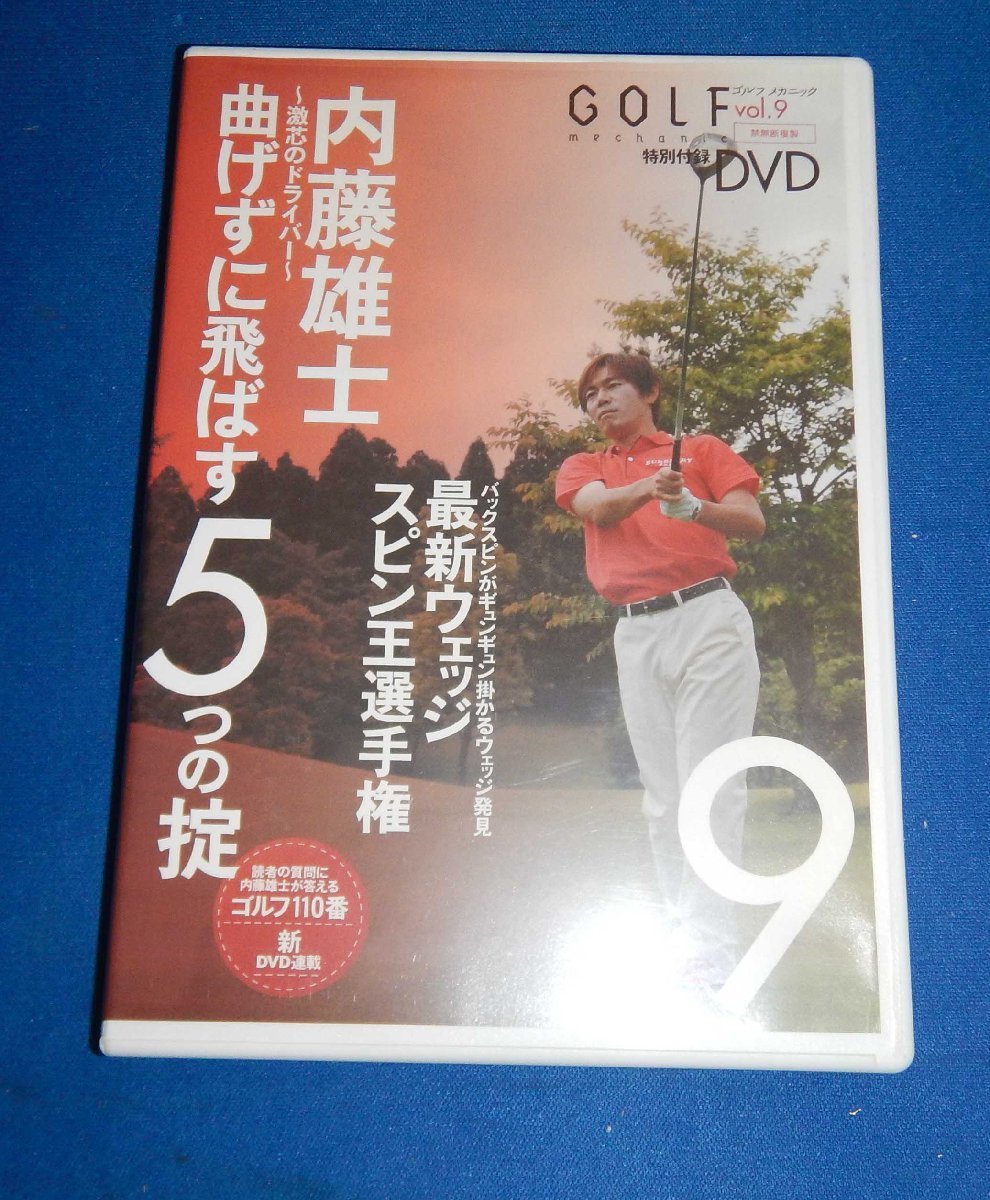 GOLF
mechanic
ゴルフ メカニック
vol.9
禁無断複製
特別付録
DVD
内藤雄士
〜激芯のドライバー〜
曲げずに飛ばす
5つの掟
バックスピンがギュンギュン掛かるウェッジ発見
最新ウェッジ
スピン王選手権
読者の質問に
内藤雄士が答える
ゴルフ110番
新
DVD連載
9